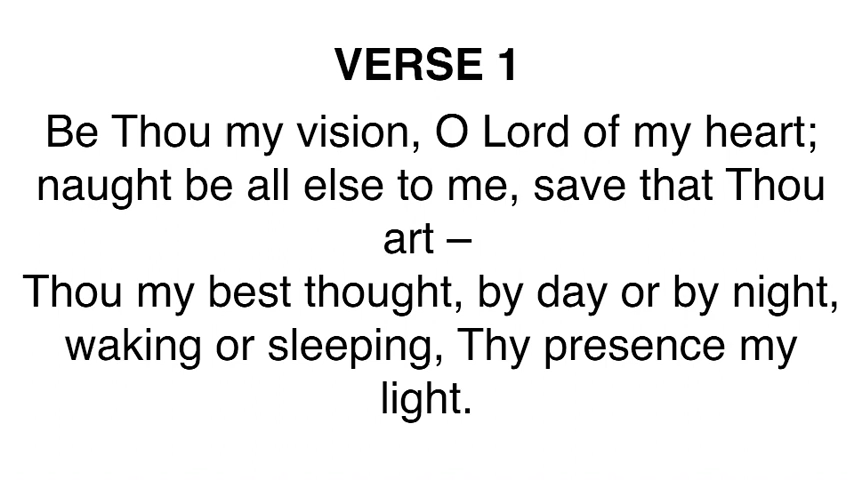 VERSE 1
Be Thou my vision, O Lord of my heart;
naught be all else to me, save that Thou
art –
Thou my best thought, by day or by night,
waking or sleeping, Thy presence my
light.